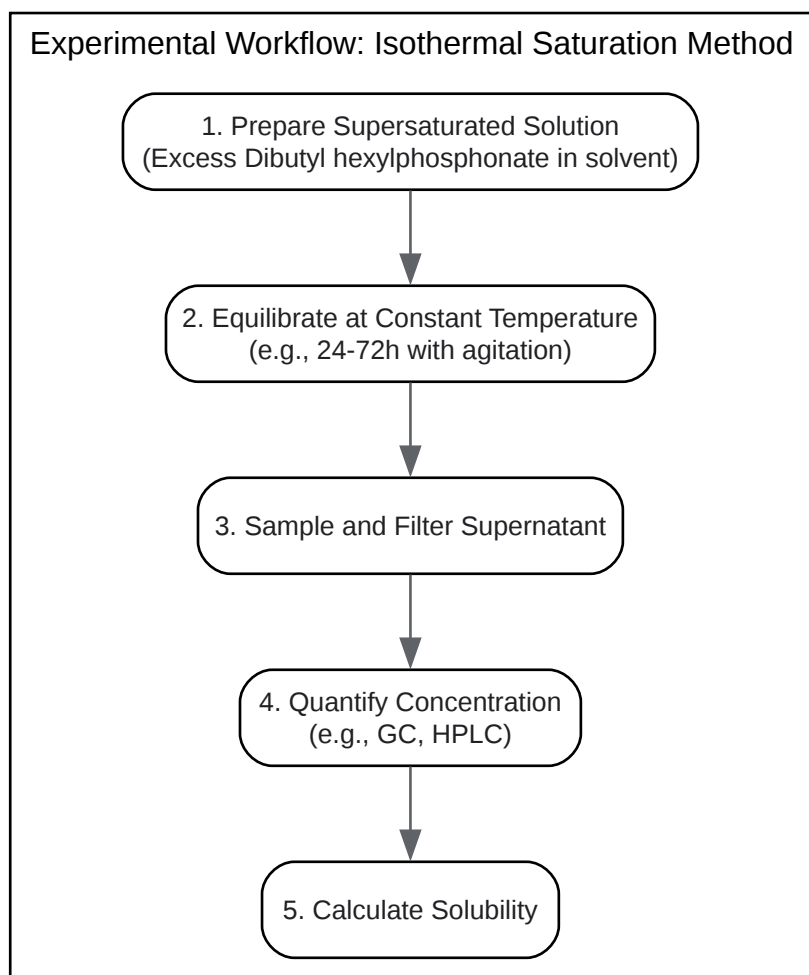 Experimental Workflow: Isothermal Saturation Method
1. Prepare Supersaturated Solution
(Excess Dibutyl hexylphosphonate in solvent)
2. Equilibrate at Constant Temperature
(e.g., 24-72h with agitation)
3. Sample and Filter Supernatant
4. Quantify Concentration
(e.g., GC, HPLC)
5. Calculate Solubility